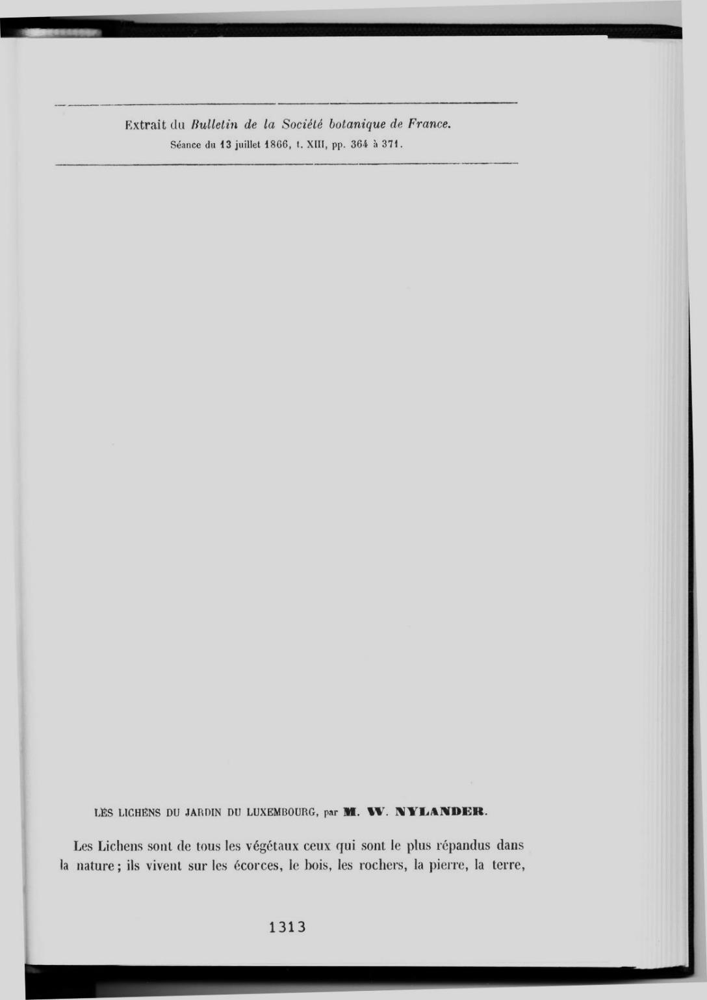 Extrait du Bulletin de la Société botanique de France.
Séance du 13 juillet 1866, t. XIII, pp. 364 à 371.
LES LICHENS DU JARDIN DU LUXEMBOURG, par M. W. NYLANDER.
Les Lichens sont de tous les végétaux ceux qui sont le plus répandus dans
la nature; ils vivent sur les écorces, le bois, les rochers, la pierre, la terre,
1313